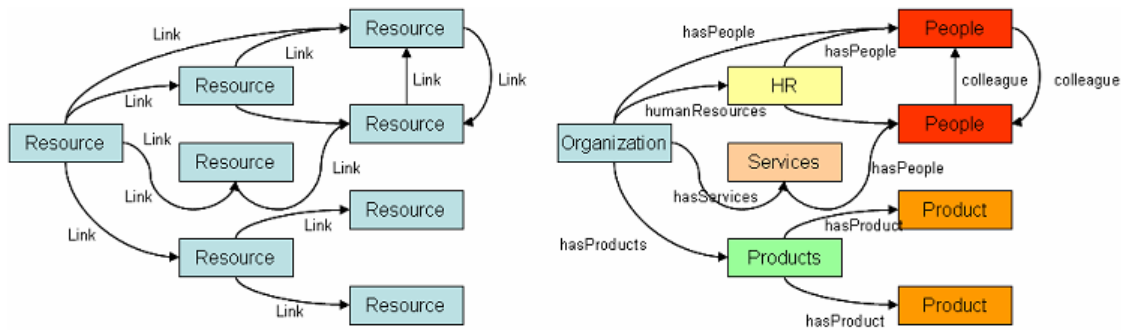 Link
Resource
Link
Resource
Link
Link
Link
Resource
Resource
Link
Resource
Link
Link
Resource
Link
Link
Resource
Resource
Link
Resource
hasPeople
People
hasPeople
HR
colleague
colleague
humanResources
People
Organization
Services
hasPeople
hasServices
Product
hasProduct
hasProducts
Products
Product
hasProduct